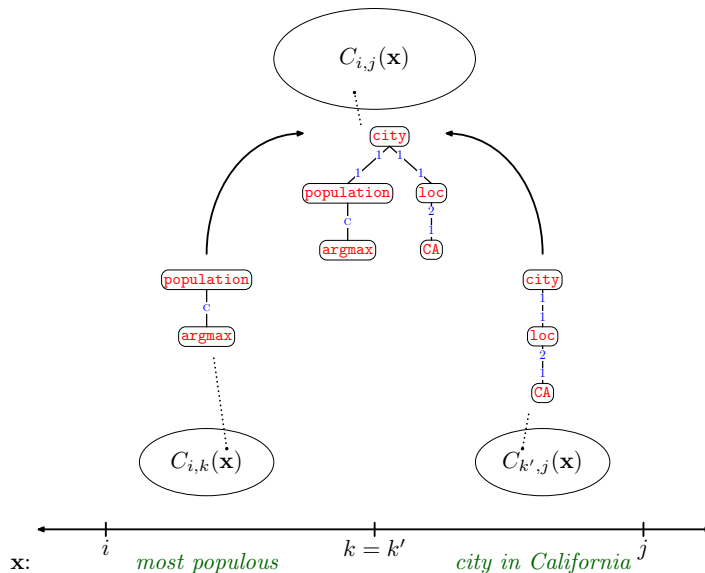 C_{i,j}(x)
city
1 1
1 1
population loc
c 2
1
argmax CA
population city
c 1
1
argmax loc
2
1
CA
C_{i,k}(x) C_{k',j}(x)
i k = k' j
x: most populous city in California